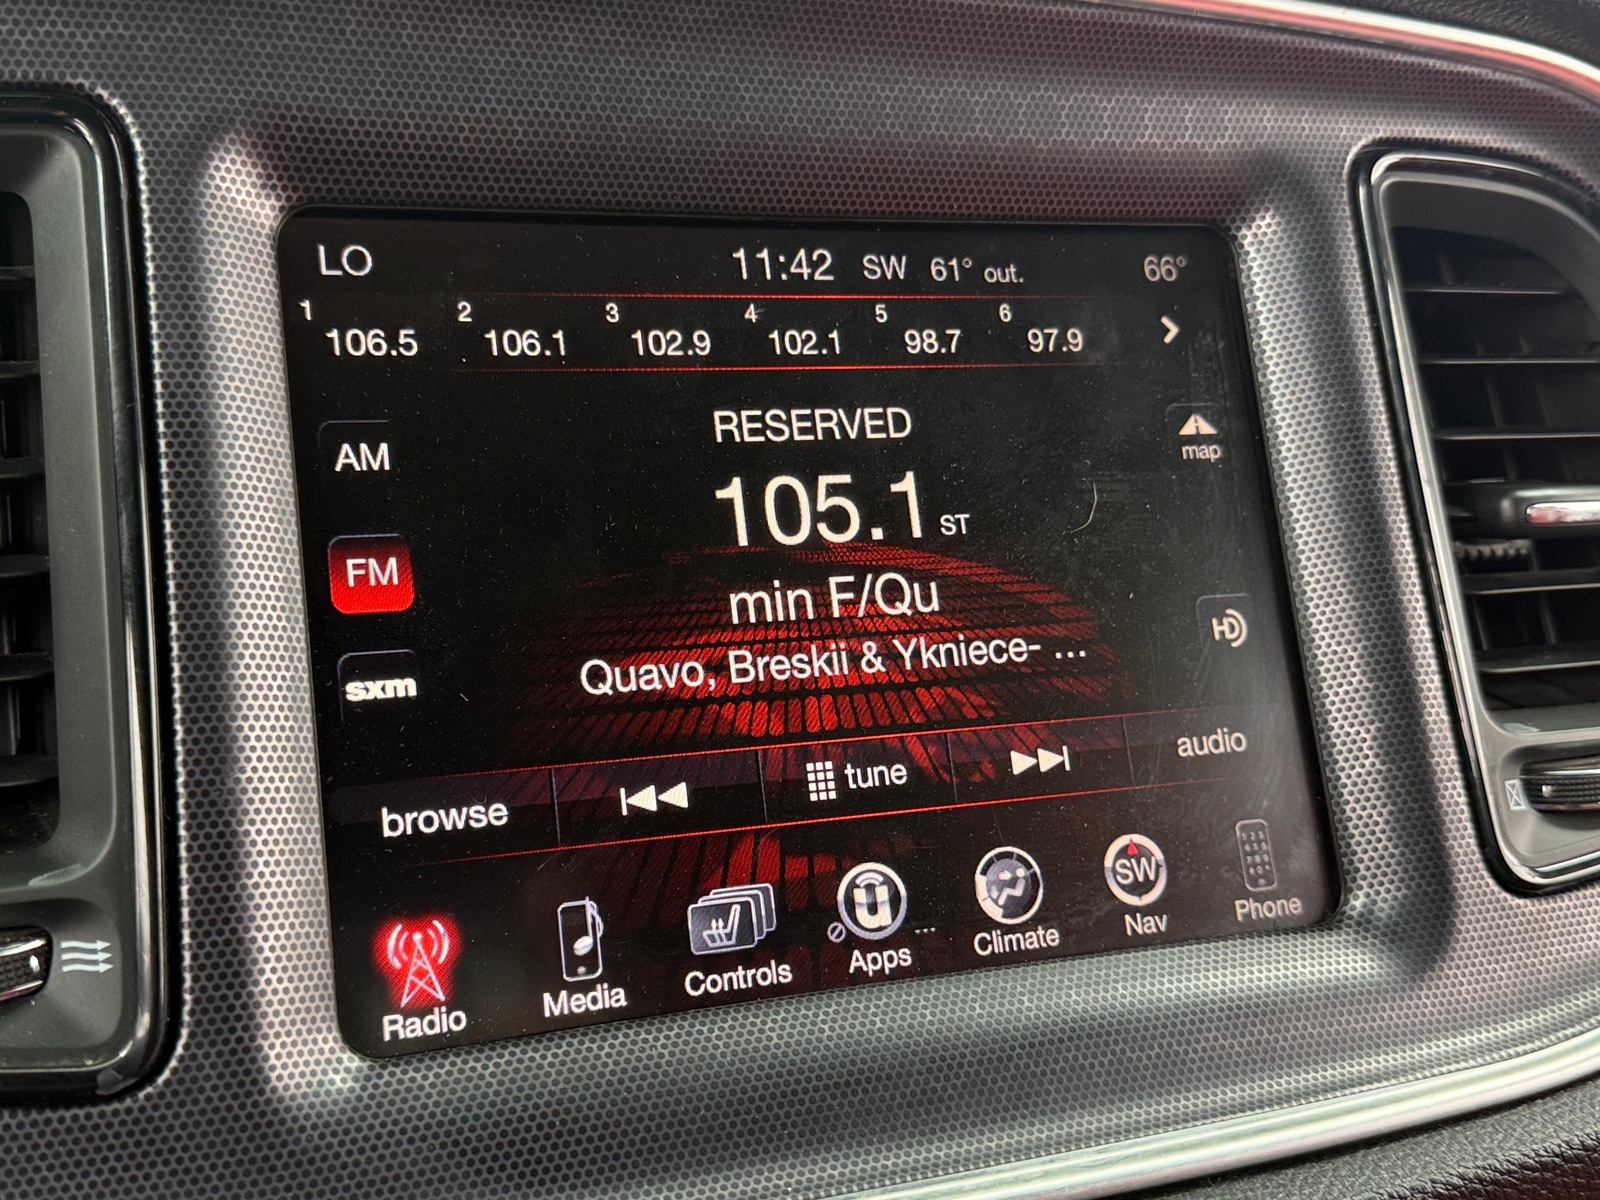 LO 11:42 SW 61° out. 66°
1 106.5 2 106.1 3 102.9 4 102.1 5 98.7 6 97.9
RESERVED
map
AM
105.1 ST
FM
min F/Qu
HD
Quavo, Breskii & Ykniece- ...
sxm
browse tune audio
Radio Media Controls u Apps ... Climate SW Nav Phone